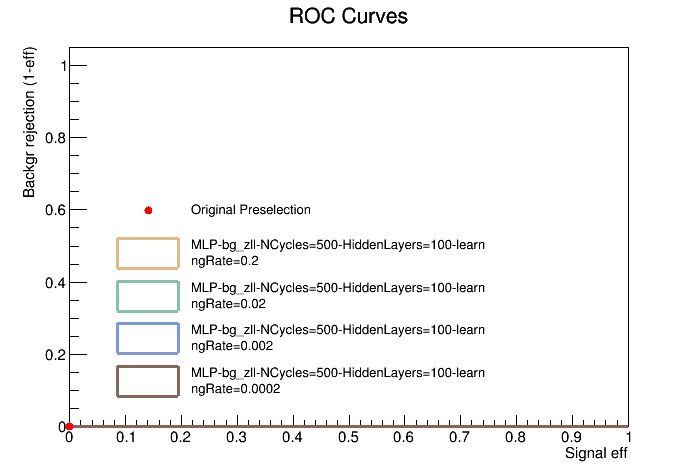 ROC Curves
Backgr rejection (1-eff)
1
0.8
0.6
0.4
0.2
0
Original Preselection
MLP-bg_zll-NCycles=500-HiddenLayers=100-learn
ngRate=0.2
MLP-bg_zll-NCycles=500-HiddenLayers=100-learn
ngRate=0.02
MLP-bg_zll-NCycles=500-HiddenLayers=100-learn
ngRate=0.002
MLP-bg_zll-NCycles=500-HiddenLayers=100-learn
ngRate=0.0002
0 0.1 0.2 0.3 0.4 0.5 0.6 0.7 0.8 0.9 1
Signal eff